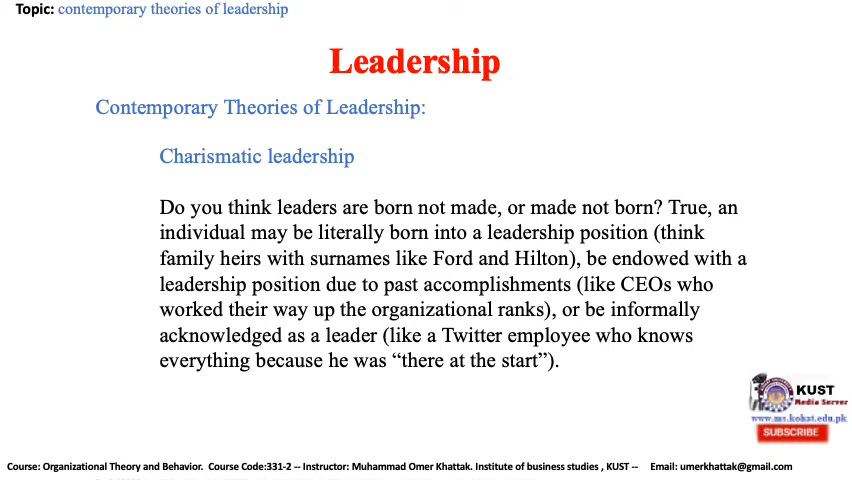 Topic: contemporary theories of leadership
Leadership
Contemporary Theories of Leadership:
Charismatic leadership
Do you think leaders are born not made, or made not born? True, an
individual may be literally born into a leadership position (think
family heirs with surnames like Ford and Hilton), be endowed with a
leadership position due to past accomplishments (like CEOs who
worked their way up the organizational ranks), or be informally
acknowledged as a leader (like a Twitter employee who knows
everything because he was “there at the start”).
KUST
Media Server
www.ms.kohat.edu.pk
SUBSCRIBE
Course: Organizational Theory and Behavior. Course Code:331-2 -- Instructor: Muhammad Omer Khattak. Institute of business studies , KUST -- Email: umerkhattak@gmail.com